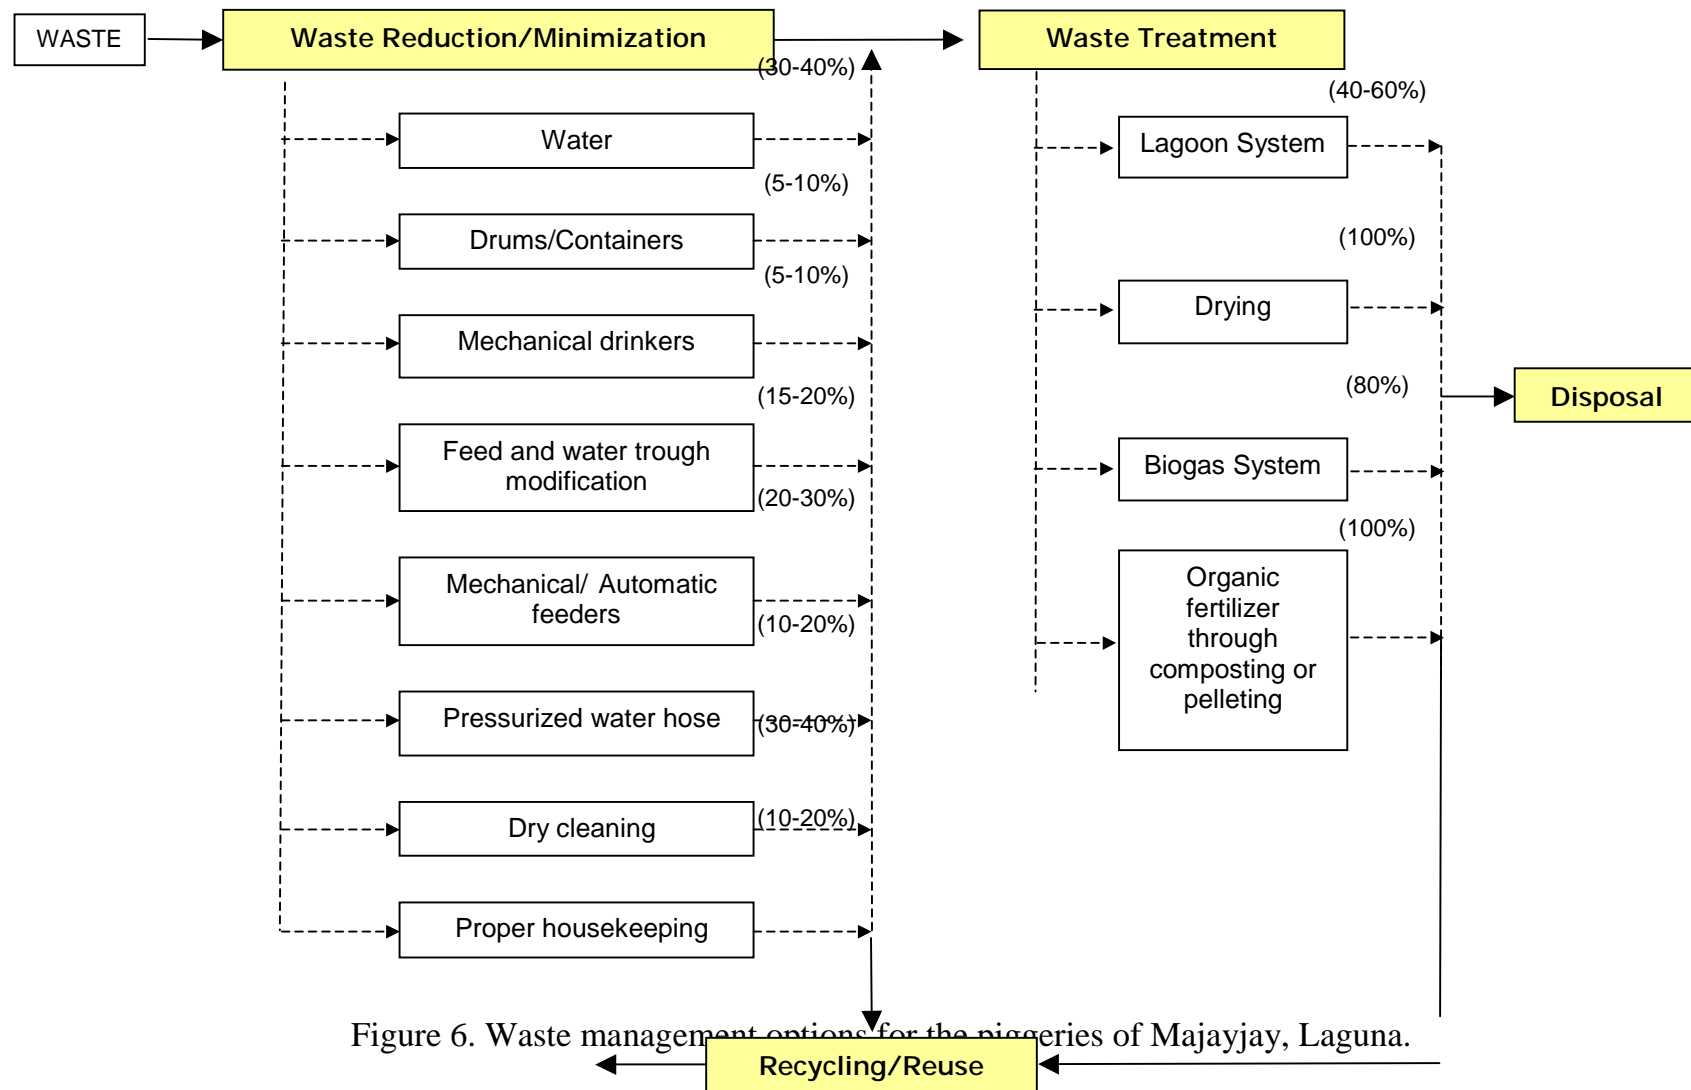 WASTE
Waste Reduction/Minimization
Waste Treatment
(30-40%)
(40-60%)
Water
Lagoon System
(5-10%)
Drums/Containers
(100%)
(5-10%)
Drying
Mechanical drinkers
(15-20%)
(80%)
Disposal
Feed and water trough
modification
Biogas System
(20-30%)
(100%)
Mechanical/ Automatic
feeders
Organic
fertilizer
through
composting or
pelleting
(10-20%)
Pressurized water hose
(30-40%)
Dry cleaning
(10-20%)
Proper housekeeping
Figure 6. Waste management options for the piggeries of Majayjay, Laguna.
Recycling/Reuse